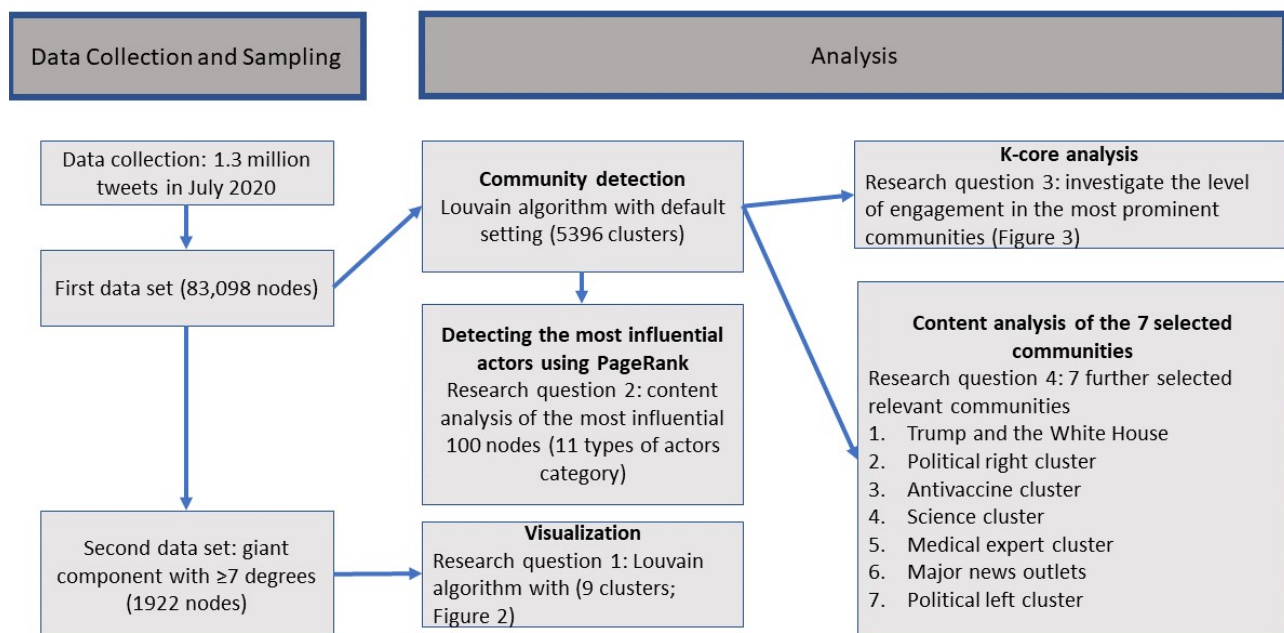 Data Collection and Sampling
Analysis
Data collection: 1.3 million
tweets in July 2020
First data set (83,098 nodes)
Second data set: giant
component with ≥7 degrees
(1922 nodes)
Community detection
Louvain algorithm with default
setting (5396 clusters)
Detecting the most influential
actors using PageRank
Research question 2: content
analysis of the most influential
100 nodes (11 types of actors
category)
Visualization
Research question 1: Louvain
algorithm with (9 clusters;
Figure 2)
K-core analysis
Research question 3: investigate the level
of engagement in the most prominent
communities (Figure 3)
Content analysis of the 7 selected
communities
Research question 4: 7 further selected
relevant communities
1. Trump and the White House
2. Political right cluster
3. Antivaccine cluster
4. Science cluster
5. Medical expert cluster
6. Major news outlets
7. Political left cluster